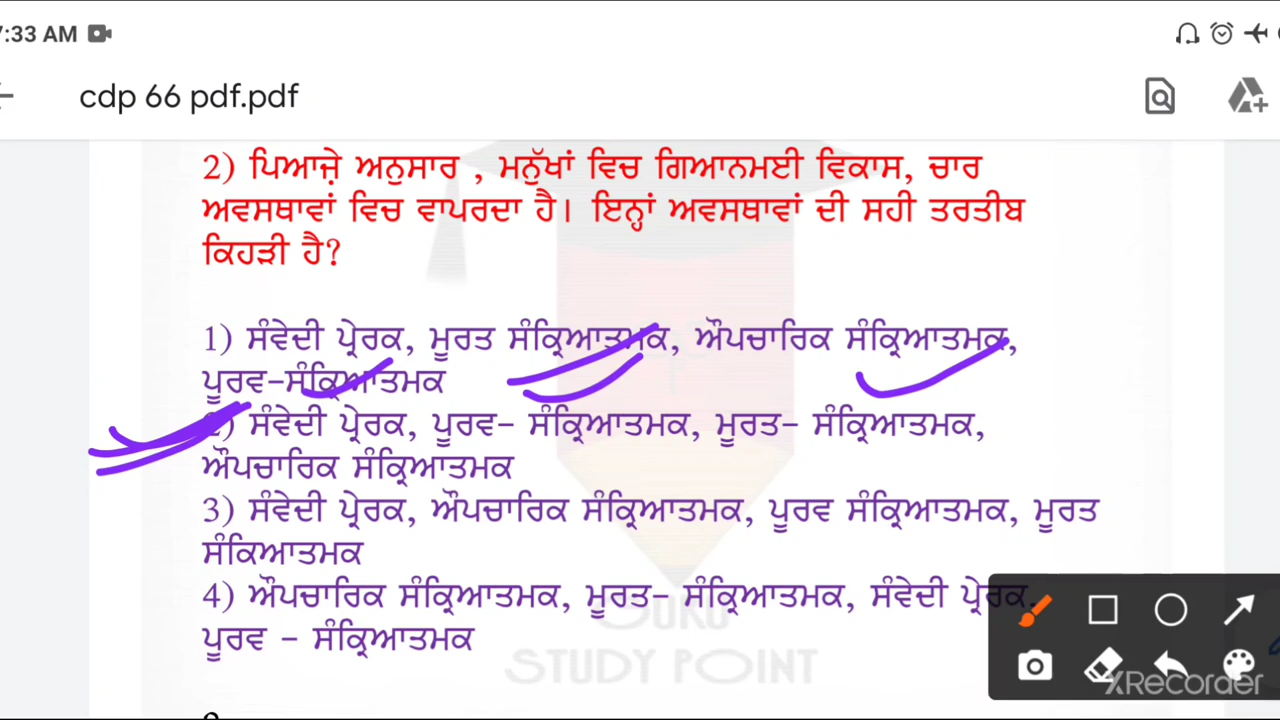 7:33 AM
cdp 66 pdf.pdf
2) ਪਿਆਜ਼ੇ ਅਨੁਸਾਰ , ਮਨੁੱਖਾਂ ਵਿਚ ਗਿਆਨਮਈ ਵਿਕਾਸ, ਚਾਰ
ਅਵਸਥਾਵਾਂ ਵਿਚ ਵਾਪਰਦਾ ਹੈ। ਇਨ੍ਹਾਂ ਅਵਸਥਾਵਾਂ ਦੀ ਸਹੀ ਤਰਤੀਬ
ਕਿਹੜੀ ਹੈ?
1) ਸੰਵੇਦੀ ਪ੍ਰੇਰਕ, ਮੂਰਤ ਸੰਕ੍ਰਿਆਤਮਕ, ਔਪਚਾਰਿਕ ਸੰਕ੍ਰਿਆਤਮਕ,
ਪੂਰਵ-ਸੰਕ੍ਰਿਆਤਮਕ
2) ਸੰਵੇਦੀ ਪ੍ਰੇਰਕ, ਪੂਰਵ- ਸੰਕ੍ਰਿਆਤਮਕ, ਮੂਰਤ- ਸੰਕ੍ਰਿਆਤਮਕ,
ਔਪਚਾਰਿਕ ਸੰਕ੍ਰਿਆਤਮਕ
3) ਸੰਵੇਦੀ ਪ੍ਰੇਰਕ, ਔਪਚਾਰਿਕ ਸੰਕ੍ਰਿਆਤਮਕ, ਪੂਰਵ ਸੰਕ੍ਰਿਆਤਮਕ, ਮੂਰਤ
ਸੰਕਿਆਤਮਕ
4) ਔਪਚਾਰਿਕ ਸੰਕ੍ਰਿਆਤਮਕ, ਮੂਰਤ- ਸੰਕ੍ਰਿਆਤਮਕ, ਸੰਵੇਦੀ ਪ੍ਰੇਰਕ,
ਪੂਰਵ - ਸੰਕ੍ਰਿਆਤਮਕ
GURU
STUDY POINT
XRecorder